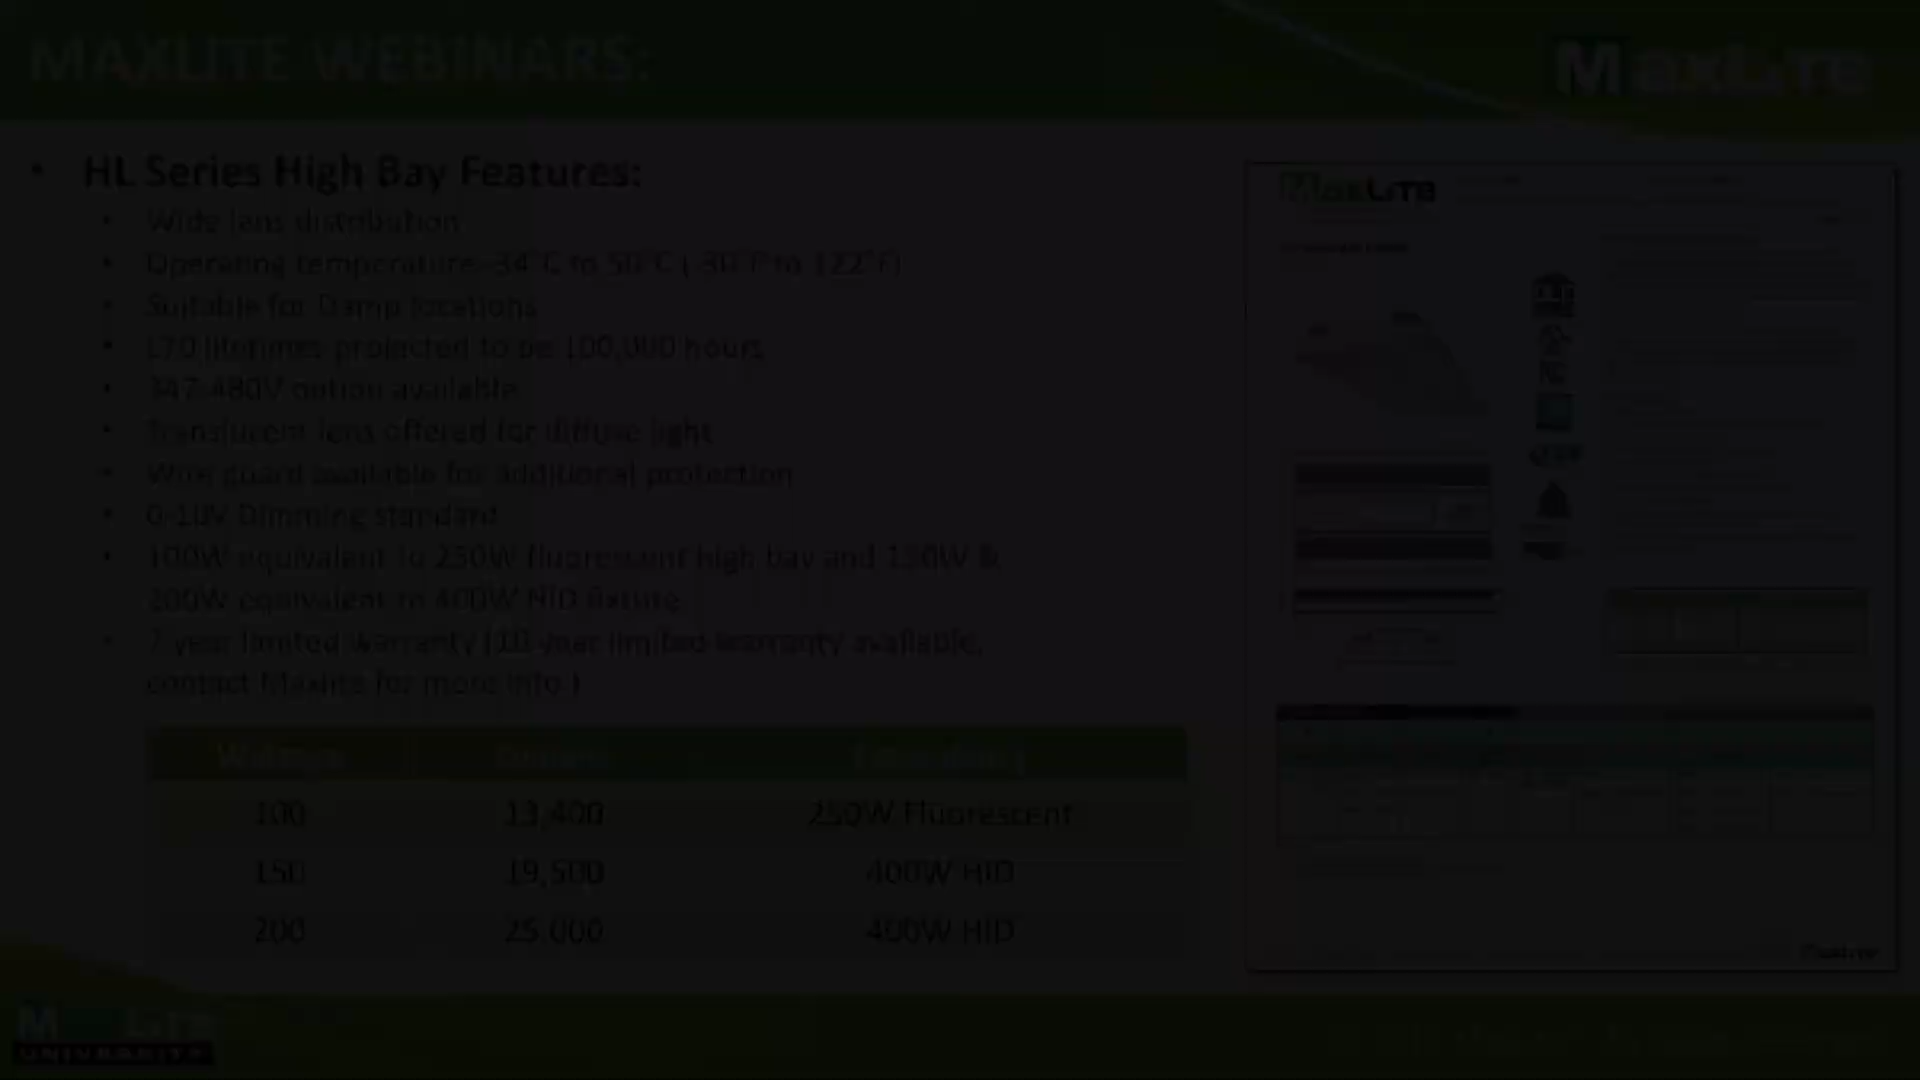 MAXLITE WEBINARS:
MaxLite
• HL Series High Bay Features:
• Wide lens distribution
• Operating temperature -34°C to 50°C (-30°F to 122°F)
• Suitable for Damp locations
• L70 lifetimes projected to be 100,000 hours
• 347-480V option available
• Translucent lens offered for diffuse light
• Wire guard available for additional protection
• 0-10V Dimming standard
• 100W equivalent to 250W fluorescent high bay and 150W &
200W equivalent to 400W HID fixture
• 7 year limited warranty (10 year limited warranty available,
contact MaxLite for more info.)
Wattage Lumens Equivalency
100 13,400 250W Fluorescent
150 19,500 400W HID
200 25,000 400W HID
MaxLite
MaxLite
MaxLite
UNIVERSITY